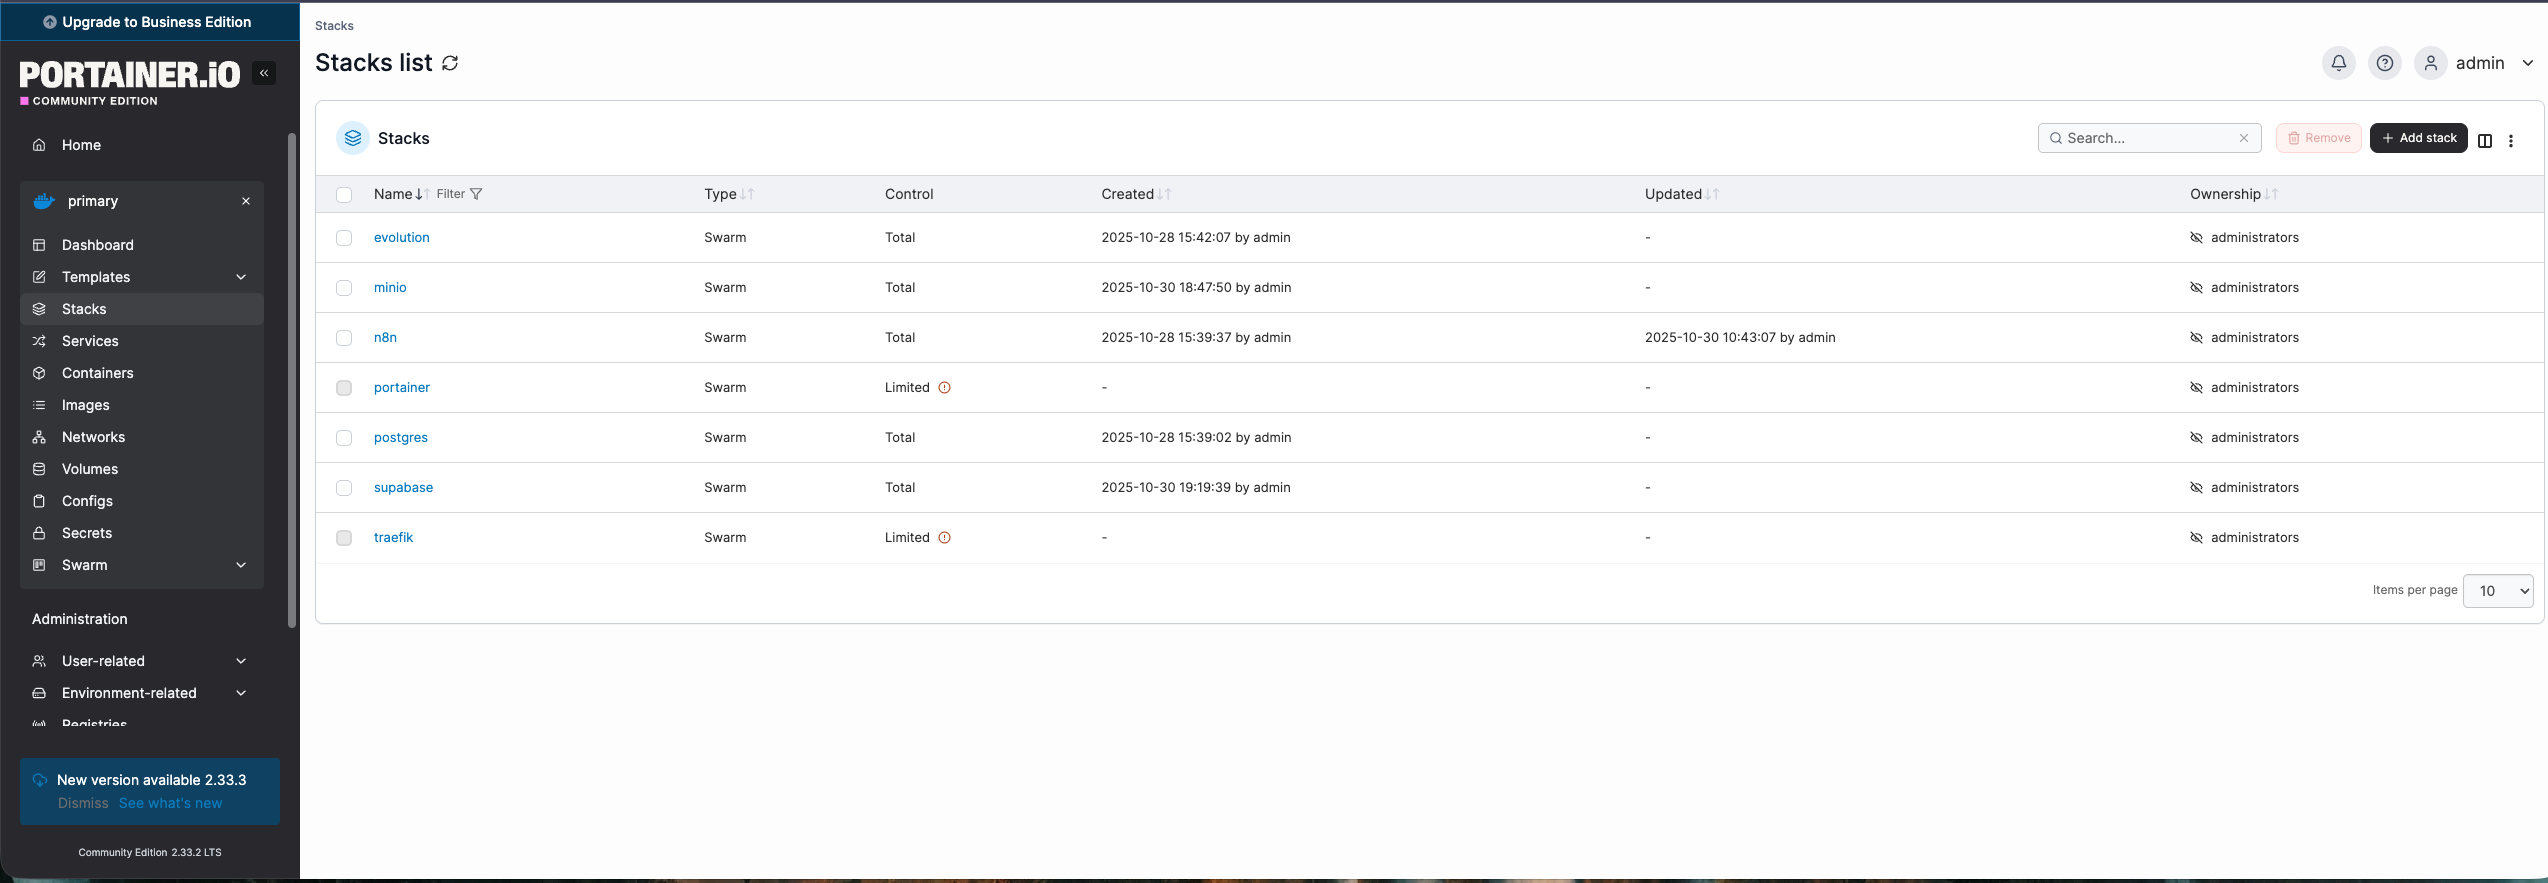 Upgrade to Business Edition
PORTAINER.iO
COMMUNITY EDITION
Home
primary
Dashboard
Templates
Stacks
Services
Containers
Images
Networks
Volumes
Configs
Secrets
Swarm
Administration
User-related
Environment-related
Registries
New version available 2.33.3
Dismiss See what's new
Community Edition 2.33.2 LTS
Stacks
Stacks list
admin
Stacks
Search...
Remove
Add stack
Name Filter Type Control Created Updated Ownership
evolution Swarm Total 2025-10-28 15:42:07 by admin - administrators
minio Swarm Total 2025-10-30 18:47:50 by admin - administrators
n8n Swarm Total 2025-10-28 15:39:37 by admin 2025-10-30 10:43:07 by admin administrators
portainer Swarm Limited - - administrators
postgres Swarm Total 2025-10-28 15:39:02 by admin - administrators
supabase Swarm Total 2025-10-30 19:19:39 by admin - administrators
traefik Swarm Limited - - administrators
Items per page 10